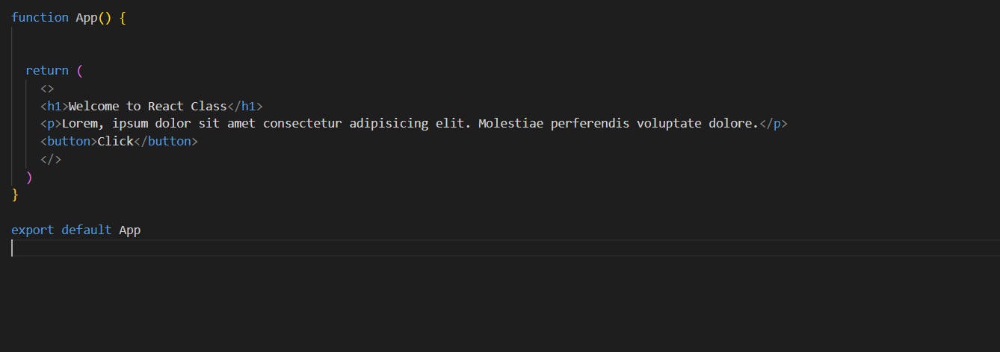 function App() {
return (
<>
<h1>Welcome to React Class</h1>
<p>Lorem, ipsum dolor sit amet consectetur adipisicing elit. Molestiae perferendis voluptate dolore.</p>
<button>Click</button>
</>
)
}
export default App